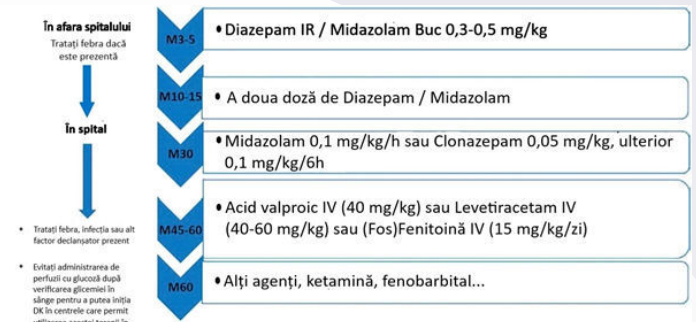 În afara spitalului
Tratați febra dacă
este prezentă
M3-5
• Diazepam IR / Midazolam Buc 0,3-0,5 mg/kg
M10-15
• A doua doză de Diazepam / Midazolam
În spital
M30
• Midazolam 0,1 mg/kg/h sau Clonazepam 0,05 mg/kg, ulterior
0,1 mg/kg/6h
• Tratați febra, infecția sau alt
factor declanșator prezent
M45-60
• Acid valproic IV (40 mg/kg) sau Levetiracetam IV
(40-60 mg/kg) sau (Fos)Fenitoină IV (15 mg/kg/zi)
• Evitați administrarea de
perfuzii cu glucoză după
verificarea glicemiei în
sânge pentru a putea iniția
DK în centrele care permit
M60
• Alți agenți, ketamină, fenobarbital...